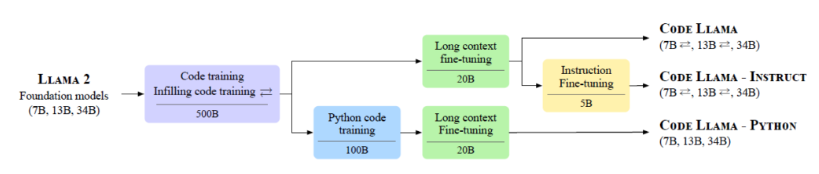 LLAMA 2
Foundation models
(7B, 13B, 34B)
Code training
Infilling code training ⇄
500B
Python code
training
100B
Long context
fine-tuning
20B
Long context
Fine-tuning
20B
Instruction
Fine-tuning
5B
CODE LLAMA
(7B ⇄, 13B ⇄, 34B)
CODE LLAMA - INSTRUCT
(7B ⇄, 13B ⇄, 34B)
CODE LLAMA - PYTHON
(7B, 13B, 34B)